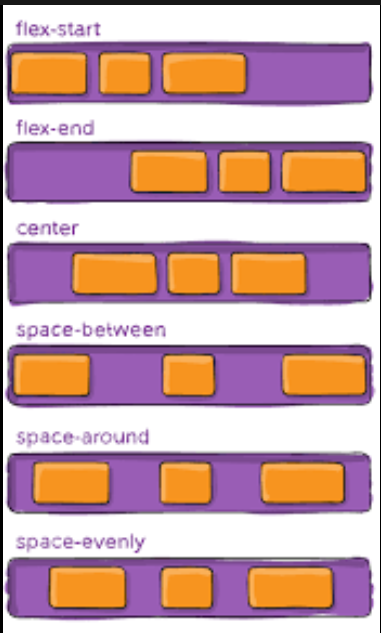 flex-start
flex-end
center
space-between
space-around
space-evenly